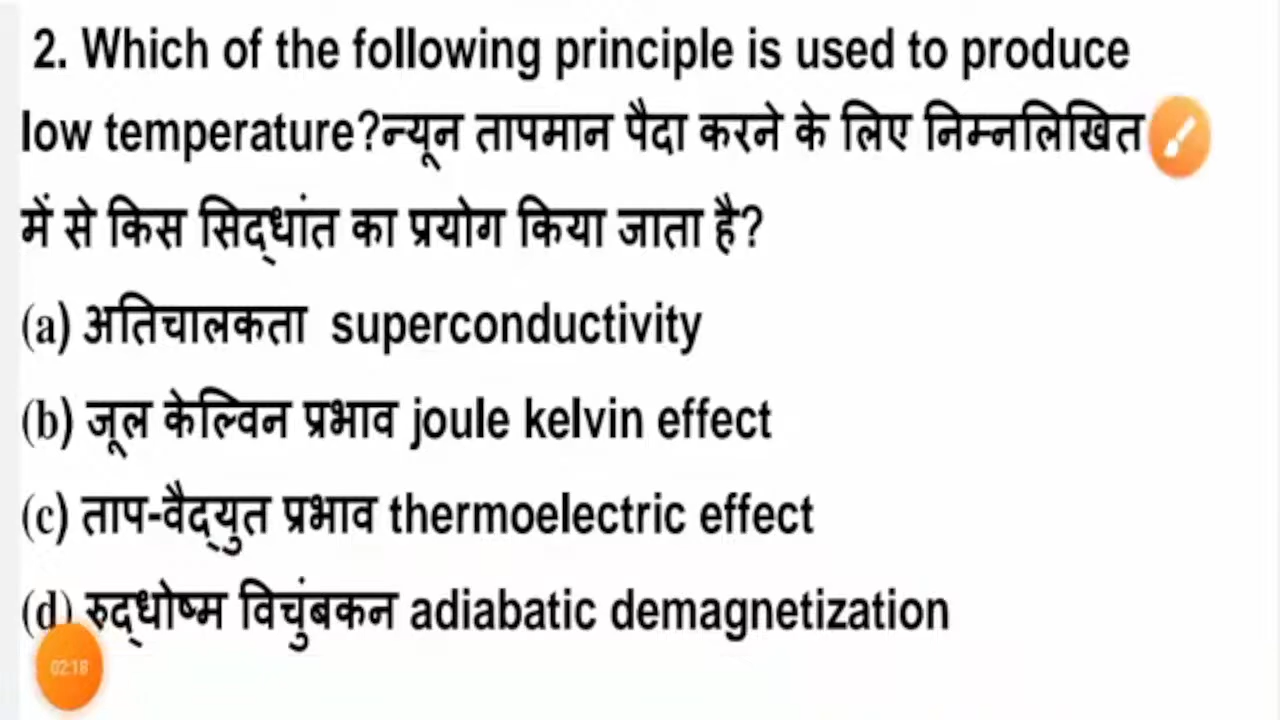 2. Which of the following principle is used to produce
low temperature?न्यून तापमान पैदा करने के लिए निम्नलिखित
में से किस सिद्धांत का प्रयोग किया जाता है?
(a) अतिचालकता superconductivity
(b) जूल केल्विन प्रभाव joule kelvin effect
(c) ताप-वैद्युत प्रभाव thermoelectric effect
(d) रुद्धोष्म विचुंबकन adiabatic demagnetization
02:18